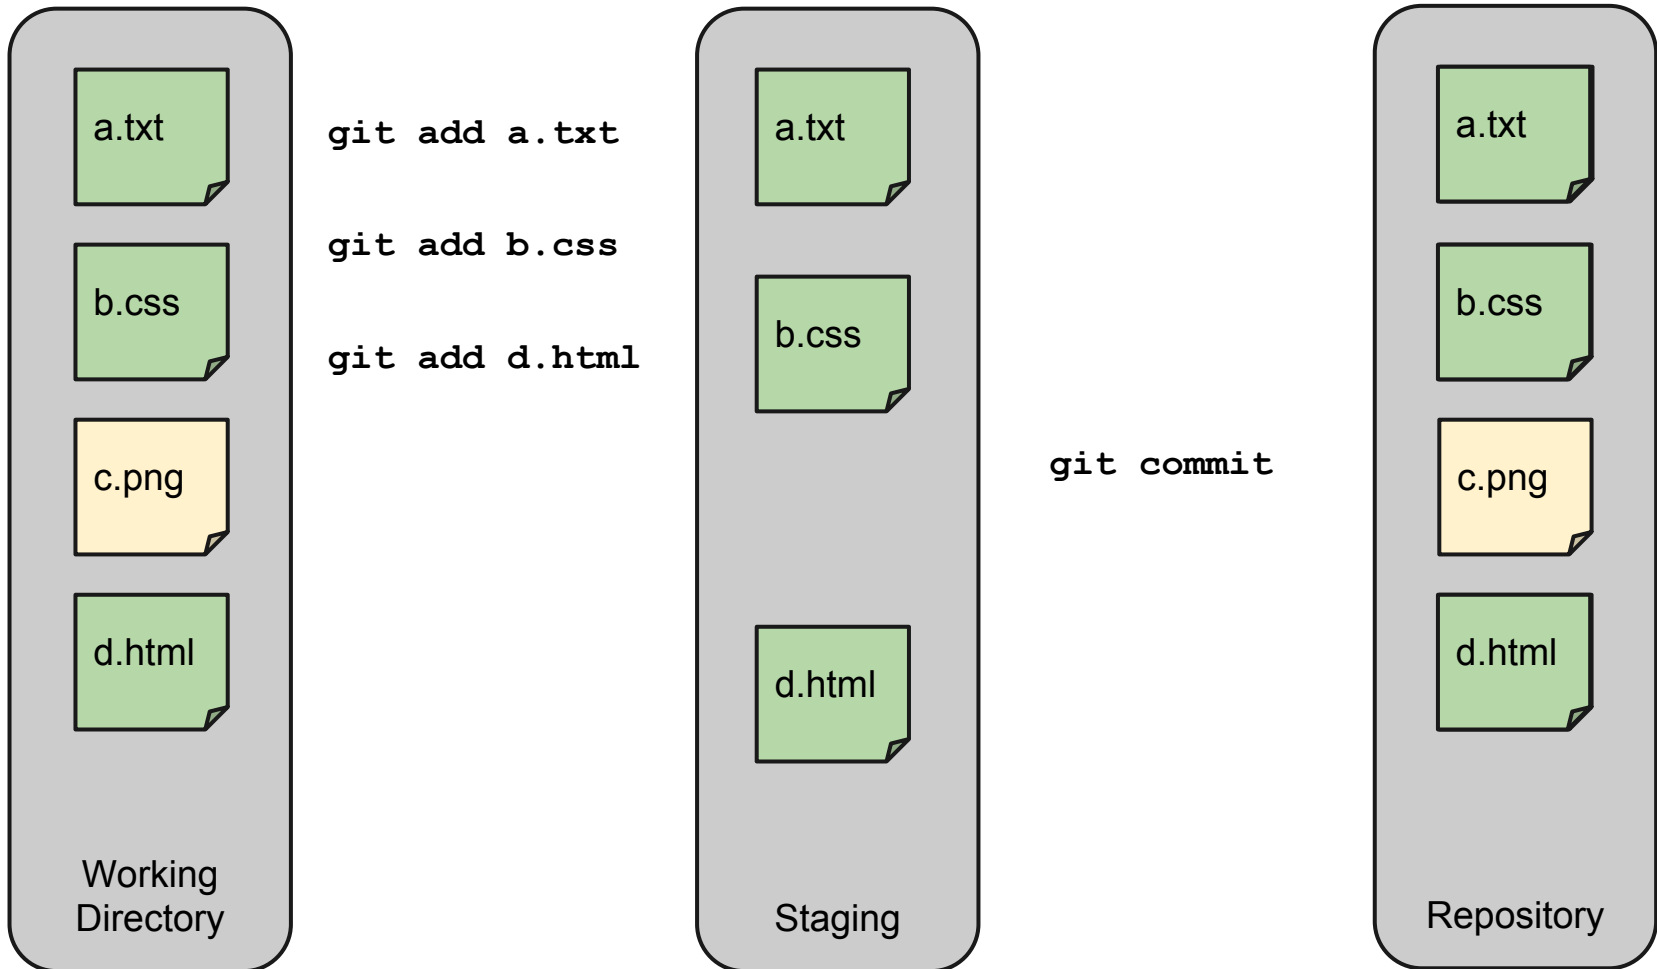 a.txt
b.css
c.png
d.html
Working
Directory
git add a.txt
git add b.css
git add d.html
a.txt
b.css
d.html
Staging
git commit
a.txt
b.css
c.png
d.html
Repository